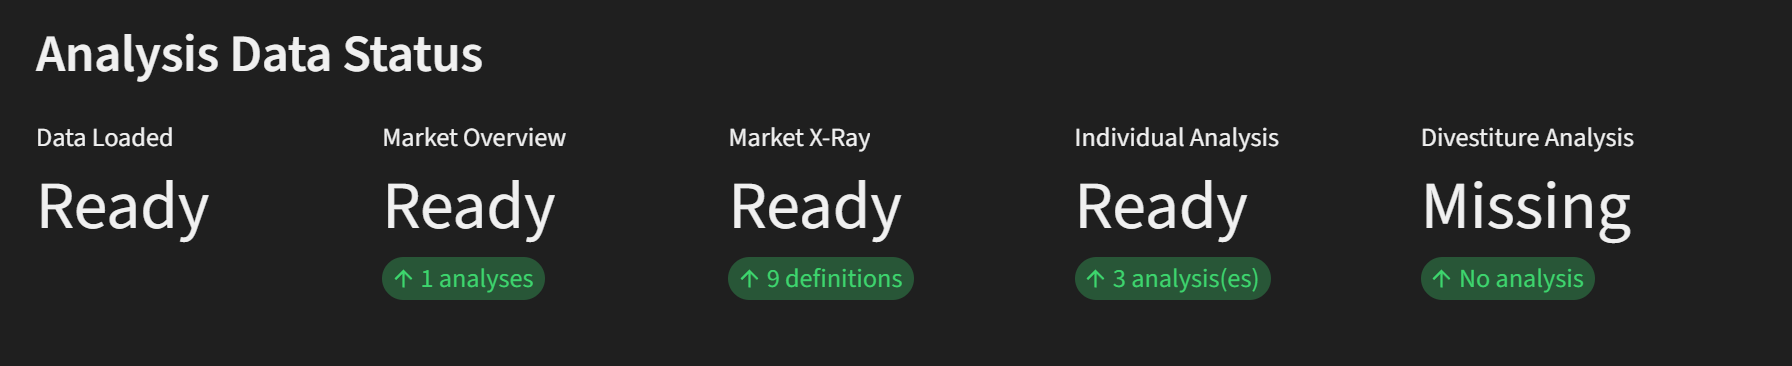 Analysis Data Status
Data Loaded
Ready
Market Overview
Ready
↑ 1 analyses
Market X-Ray
Ready
↑ 9 definitions
Individual Analysis
Ready
↑ 3 analysis(es)
Divestiture Analysis
Missing
↑ No analysis